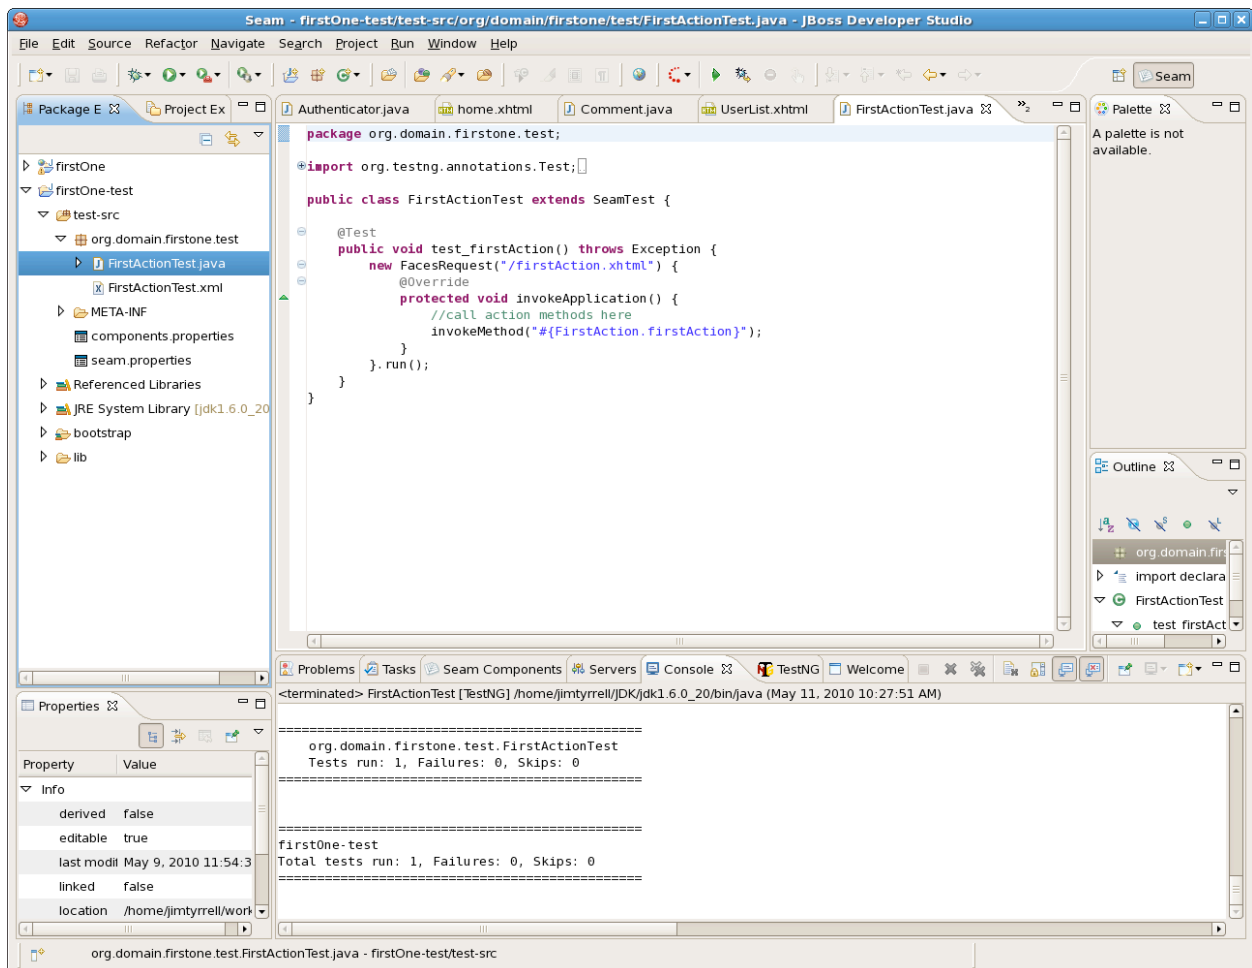 Seam - firstOne-test/test-src/org/domain/firstone/test/FirstActionTest.java - JBoss Developer Studio
File Edit Source Refactor Navigate Search Project Run Window Help
Seam
Package E
Project Ex
firstOne
firstOne-test
test-src
org.domain.firstone.test
FirstActionTest.java
FirstActionTest.xml
META-INF
components.properties
seam.properties
Referenced Libraries
JRE System Library [jdk1.6.0_20
bootstrap
lib
Authenticator.java home.xhtml Comment.java UserList.xhtml FirstActionTest.java »2
package org.domain.firstone.test;
import org.testng.annotations.Test;
public class FirstActionTest extends SeamTest {
@Test
public void test_firstAction() throws Exception {
new FacesRequest("/firstAction.xhtml") {
@Override
protected void invokeApplication() {
//call action methods here
invokeMethod("#{FirstAction.firstAction}");
}
}.run();
}
}
Palette
A palette is not
available.
Outline
org.domain.firs
import declara
FirstActionTest
test_firstAct
Properties
Property Value
Info
derived false
editable true
last modif May 9, 2010 11:54:3
linked false
location /home/jimtyrrell/work
Problems Tasks Seam Components Servers Console TestNG Welcome
<terminated> FirstActionTest [TestNG] /home/jimtyrrell/JDK/jdk1.6.0_20/bin/java (May 11, 2010 10:27:51 AM)
===============================================
org.domain.firstone.test.FirstActionTest
Tests run: 1, Failures: 0, Skips: 0
===============================================
===============================================
firstOne-test
Total tests run: 1, Failures: 0, Skips: 0
===============================================
org.domain.firstone.test.FirstActionTest.java - firstOne-test/test-src